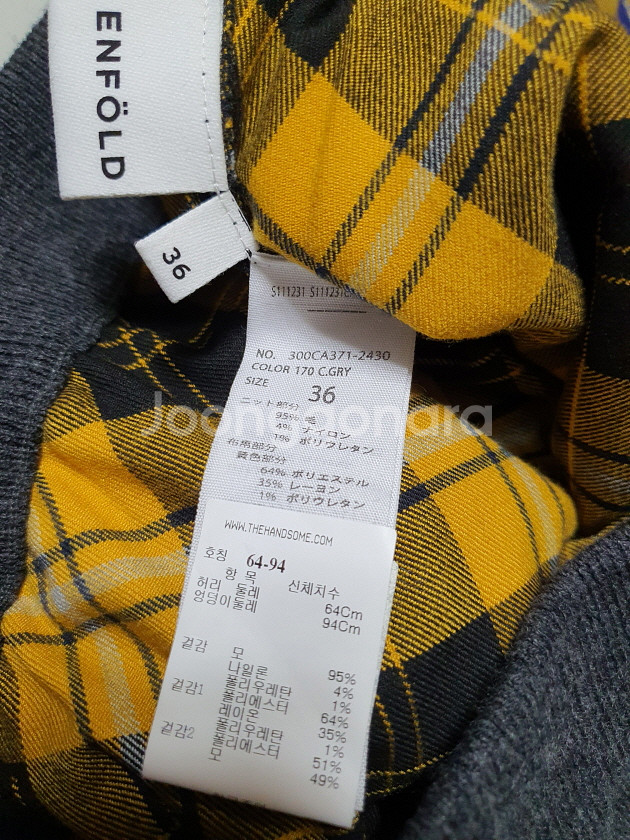 ENFÖLD
36
S111231 S111231
NO. 300CA371-2430
COLOR 170 C.GRY
SIZE 36
ニット部分
95% 毛
4% ナイロン
1% ポリウレタン
布帛部分
黄色部分
64% ポリエステル
35% レーヨン
1% ポリウレタン
Joongonara
WWW.THEHANDSOME.COM
호칭 64-94
항 목 신체치수
허리 둘레 64Cm
엉덩이둘레 94Cm
겉감 모 95%
나일론 4%
폴리우레탄 1%
겉감1 폴리에스터 64%
레이온 35%
폴리우레탄 1%
겉감2 폴리에스터 51%
모 49%